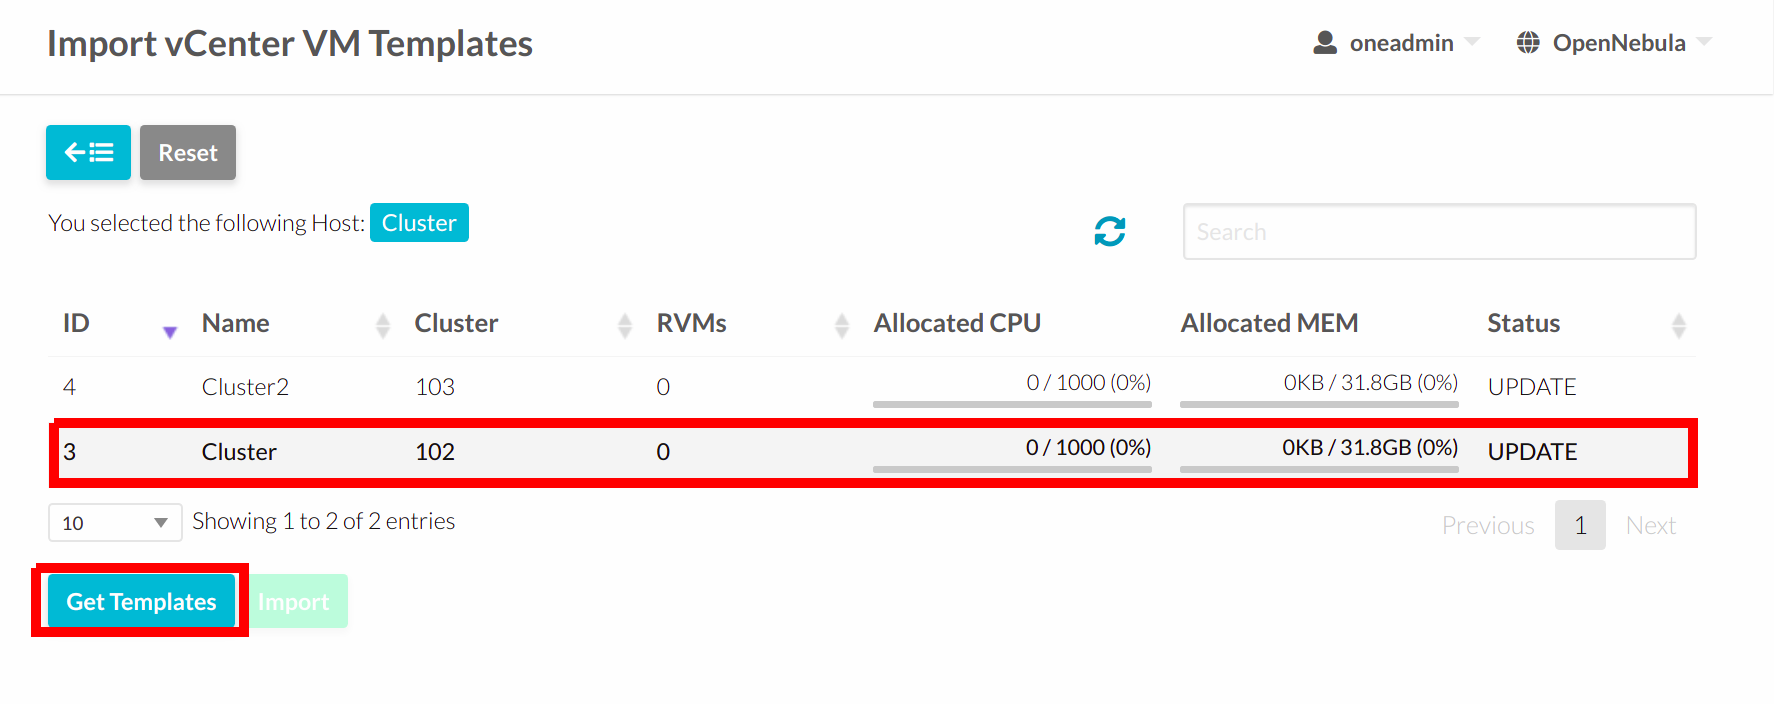 Import vCenter VM Templates
oneadmin OpenNebula
Reset
You selected the following Host: Cluster
Search
ID Name Cluster RVMs Allocated CPU Allocated MEM Status
4 Cluster2 103 0 0 / 1000 (0%) 0KB / 31.8GB (0%) UPDATE
3 Cluster 102 0 0 / 1000 (0%) 0KB / 31.8GB (0%) UPDATE
10 Showing 1 to 2 of 2 entries Previous 1 Next
Get Templates Import